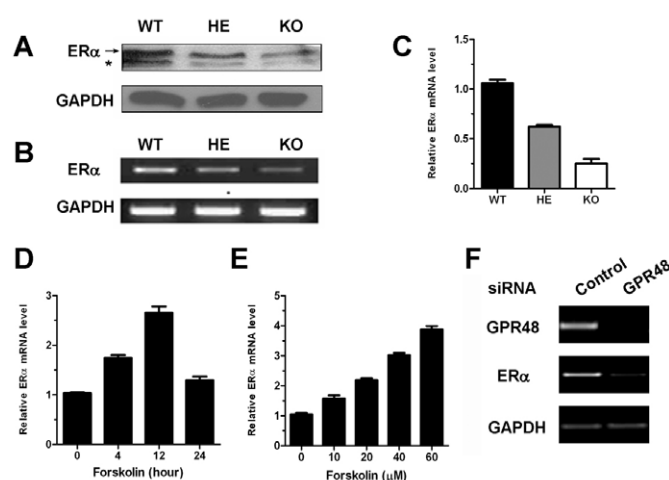 A
WT HE KO
ERα
*
GAPDH
B
WT HE KO
ERα
GAPDH
C
Relative ERα mRNA level
1.5
1.0
0.5
0.0
WT HE KO
D
Relative ERα mRNA level
3
2
1
0 4 12 24
Forskolin (hour)
E
Relative ERα mRNA level
5
4
3
2
1
0
0 10 20 40 60
Forskolin (μM)
F
siRNA Control GPR48
GPR48
ERα
GAPDH